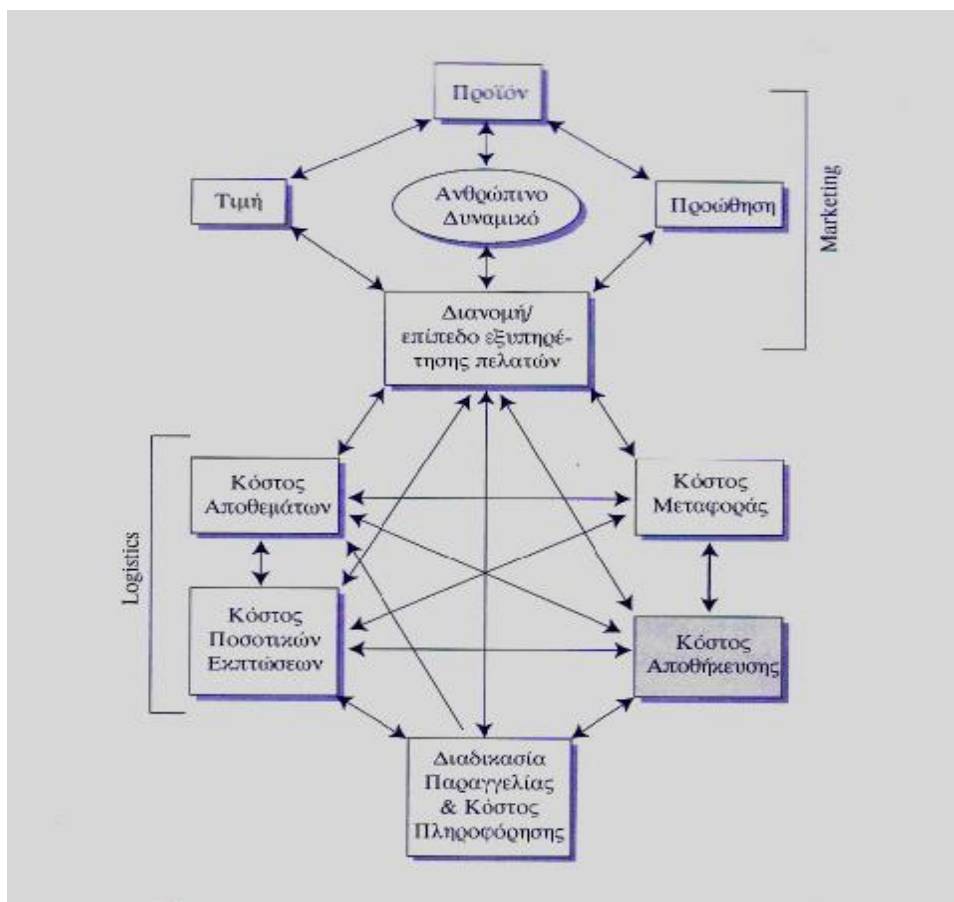 Προϊόν
Τιμή
Ανθρώπινο
Δυναμικό
Προώθηση
Marketing
Διανομή/
επίπεδο εξυπηρέ-
τησης πελατών
Logistics
Κόστος
Αποθεμάτων
Κόστος
Μεταφοράς
Κόστος
Ποσοτικών
Εκπτώσεων
Κόστος
Αποθήκευσης
Διαδικασία
Παραγγελίας
& Κόστος
Πληροφόρησης